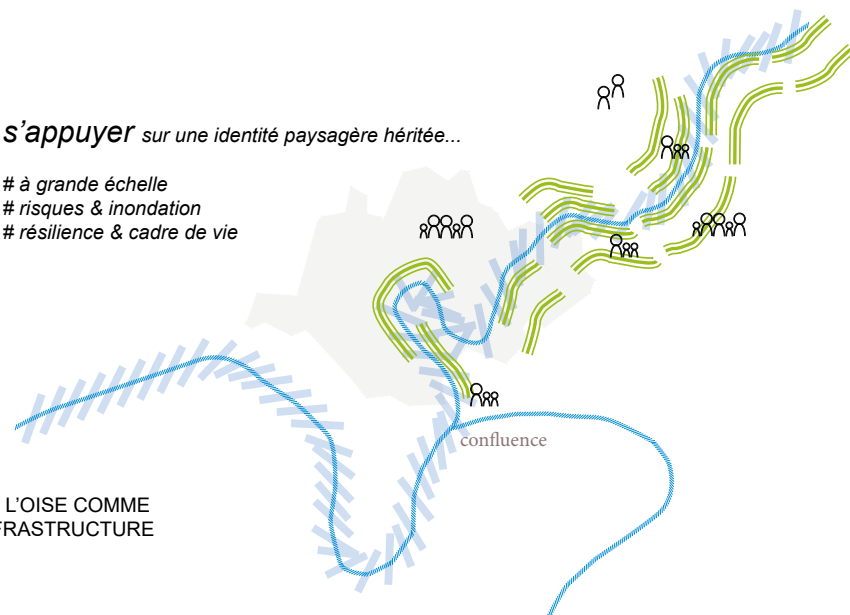 s'appuyer sur une identité paysagère héritée...
# à grande échelle
# risques & inondation
# résilience & cadre de vie
confluence
L'OISE COMME
FRASTRUCTURE